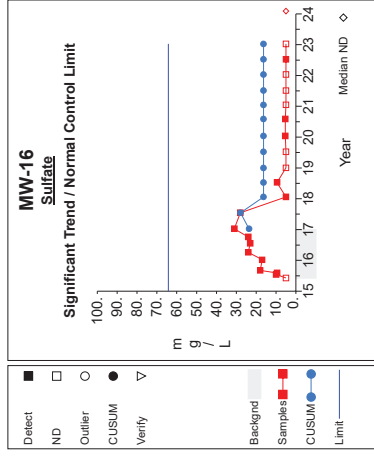 MW-16
Sulfate
Significant Trend / Normal Control Limit
100.
90.
80.
70.
60.
50.
40.
30.
20.
10.
0.
m
g /
L
15 16 17 18 19 20 21 22 23 24
Year
Median ND
Detect
ND
Outlier
CUSUM
Verify
Backgnd
Samples
CUSUM
Limit